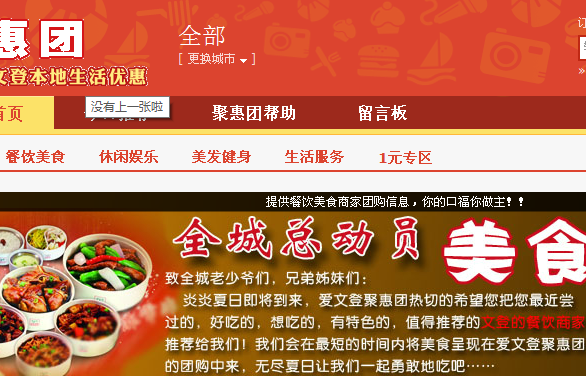 惠团
文登本地生活优惠
全部
[ 更换城市 ]
订
»
首页
聚惠团帮助
留言板
没有上一张啦
餐饮美食
休闲娱乐
美发健身
生活服务
1元专区
提供餐饮美食商家团购信息，你的口福你做主！！
全城总动员
美食
致全城老少爷们，兄弟姊妹们：
炎炎夏日即将到来，爱文登聚惠团热切的希望您把您最近尝
过的，好吃的，想吃的，有特色的，值得推荐的文登的餐饮商家
推荐给我们！我们会在最短的时间内将美食呈现在爱文登聚惠团
的团购中来，无尽夏日让我们一起勇敢地吃吧……